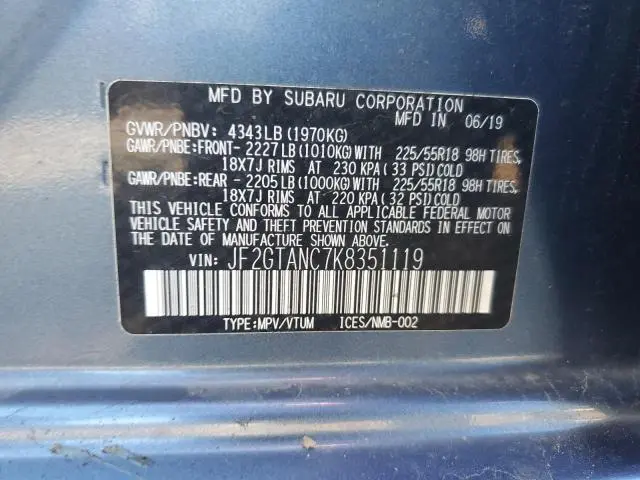 MFD BY SUBARU CORPORATION
MFD IN 06/19
GVWR/PNBV: 4343LB (1970KG)
GAWR/PNBE:FRONT- 2227LB (1010KG)WITH 225/55R18 98H TIRES,
18X7J RIMS AT 230 KPA ( 33 PSI)COLD
GAWR/PNBE:REAR - 2205LB (1000KG)WITH 225/55R18 98H TIRES,
18X7J RIMS AT 220 KPA ( 32 PSI)COLD
THIS VEHICLE CONFORMS TO ALL APPLICABLE FEDERAL MOTOR
VEHICLE SAFETY AND THEFT PREVENTION STANDARDS IN EFFECT ON
THE DATE OF MANUFACTURE SHOWN ABOVE.
VIN: JF2GTANC7K8351119
TYPE:MPV/VTUM ICES/NMB-002